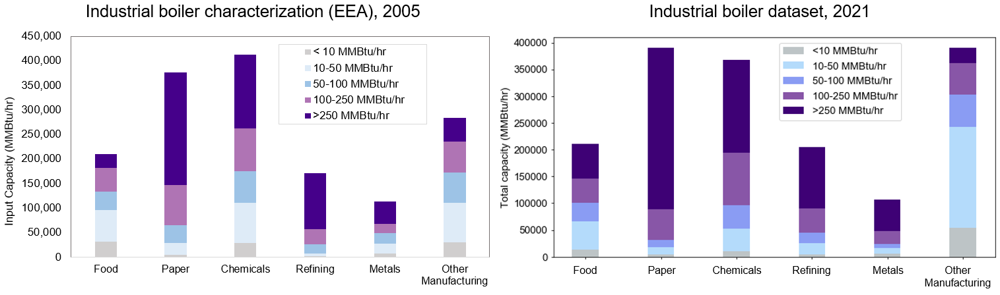 Industrial boiler characterization (EEA), 2005
450,000
400,000
350,000
300,000
250,000
200,000
150,000
100,000
50,000
0
Input Capacity (MMBtu/hr)
< 10 MMBtu/hr
10-50 MMBtu/hr
50-100 MMBtu/hr
100-250 MMBtu/hr
>250 MMBtu/hr
Food
Paper
Chemicals
Refining
Metals
Other
Manufacturing
Industrial boiler dataset, 2021
400000
350000
300000
250000
200000
150000
100000
50000
0
Total capacity (MMBtu/hr)
<10 MMBtu/hr
10-50 MMBtu/hr
50-100 MMBtu/hr
100-250 MMBtu/hr
>250 MMBtu/hr
Food
Paper
Chemicals
Refining
Metals
Other
Manufacturing